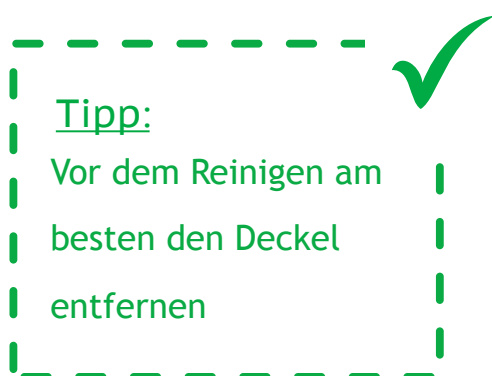 Tipp:
Vor dem Reinigen am
besten den Deckel
entfernen